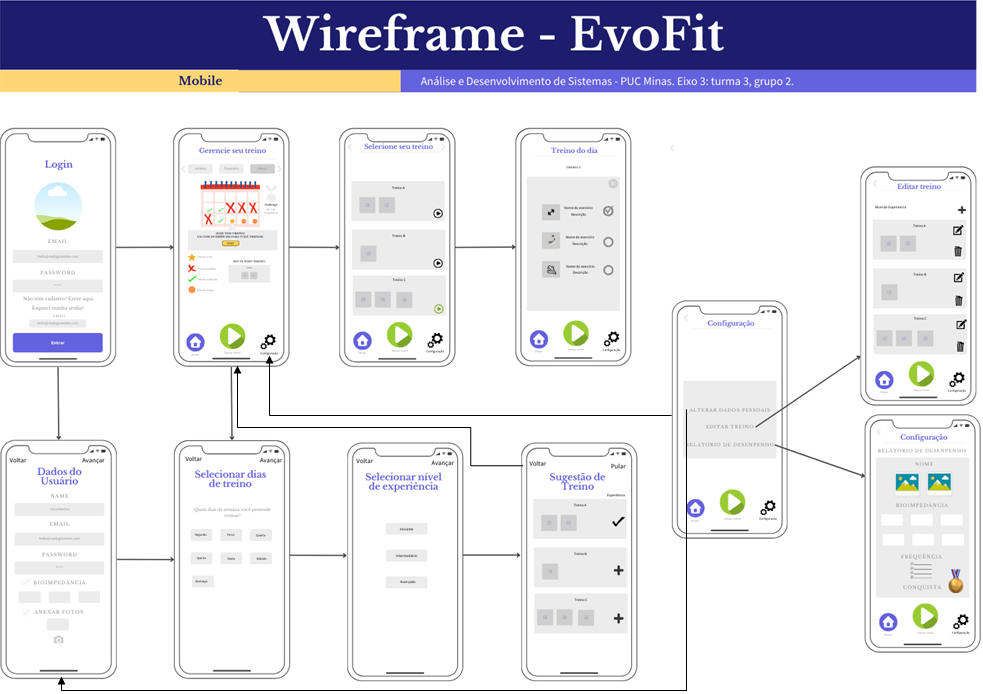 Wireframe - EvoFit
Mobile
Análise e Desenvolvimento de Sistemas - PUC Minas. Eixo 3: turma 3, grupo 2.
Login
EMAIL
hello@reallygreatsite.com
PASSWORD
Não tem cadastro? Entre aqui.
Esqueci minha senha!
EMAIL
hello@reallygreatsite.com
Entrar
Gerencie seu treino
Configuração
Selecione seu treino
Treino A
Treino B
Treino C
Configuração
Treino do dia
TREINO C
Nome do exercício
Descrição
Nome do exercício
Descrição
Nome do exercício
Descrição
Configuração
Editar treino
Nível de Experiência
Treino A
Treino B
Treino C
Configuração
Configuração
ALTERAR DADOS PESSOAIS
EDITAR TREINO
RELATÓRIO DE DESENPENHO
Configuração
Configuração
RELATÓRIO DE DESENPENHO
NOME
BIOIMPEDÂNCIA
FREQUÊNCIA
CONQUISTA
Configuração
Voltar
Avançar
Dados do
Usuário
NAME
EMAIL
hello@reallygreatsite.com
PASSWORD
BIOIMPEDÂNCIA
ANEXAR FOTOS
Voltar
Avançar
Selecionar dias
de treino
Quais dia da semana você pretende
treinar?
Segunda
Terça
Quarta
Quinta
Sexta
Sábado
Domingo
Voltar
Avançar
Selecionar nível
de experiência
Iniciante
Intermediário
Avançado
Voltar
Pular
Sugestão de
Treino
Experiência
Treino A
Treino B
Treino C